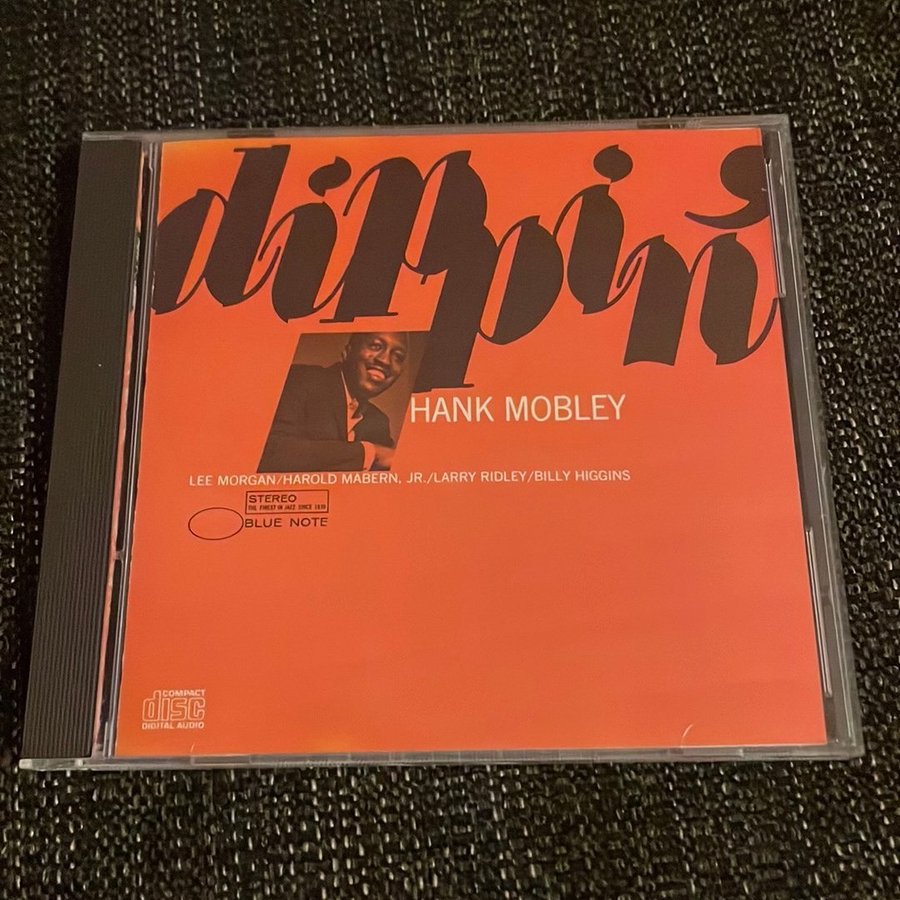 dippin'
HANK MOBLEY
LEE MORGAN/HAROLD MABERN, JR./LARRY RIDLEY/BILLY HIGGINS
STEREO
THE FINEST IN JAZZ SINCE 1939
BLUE NOTE
COMPACT
disc
DIGITAL AUDIO